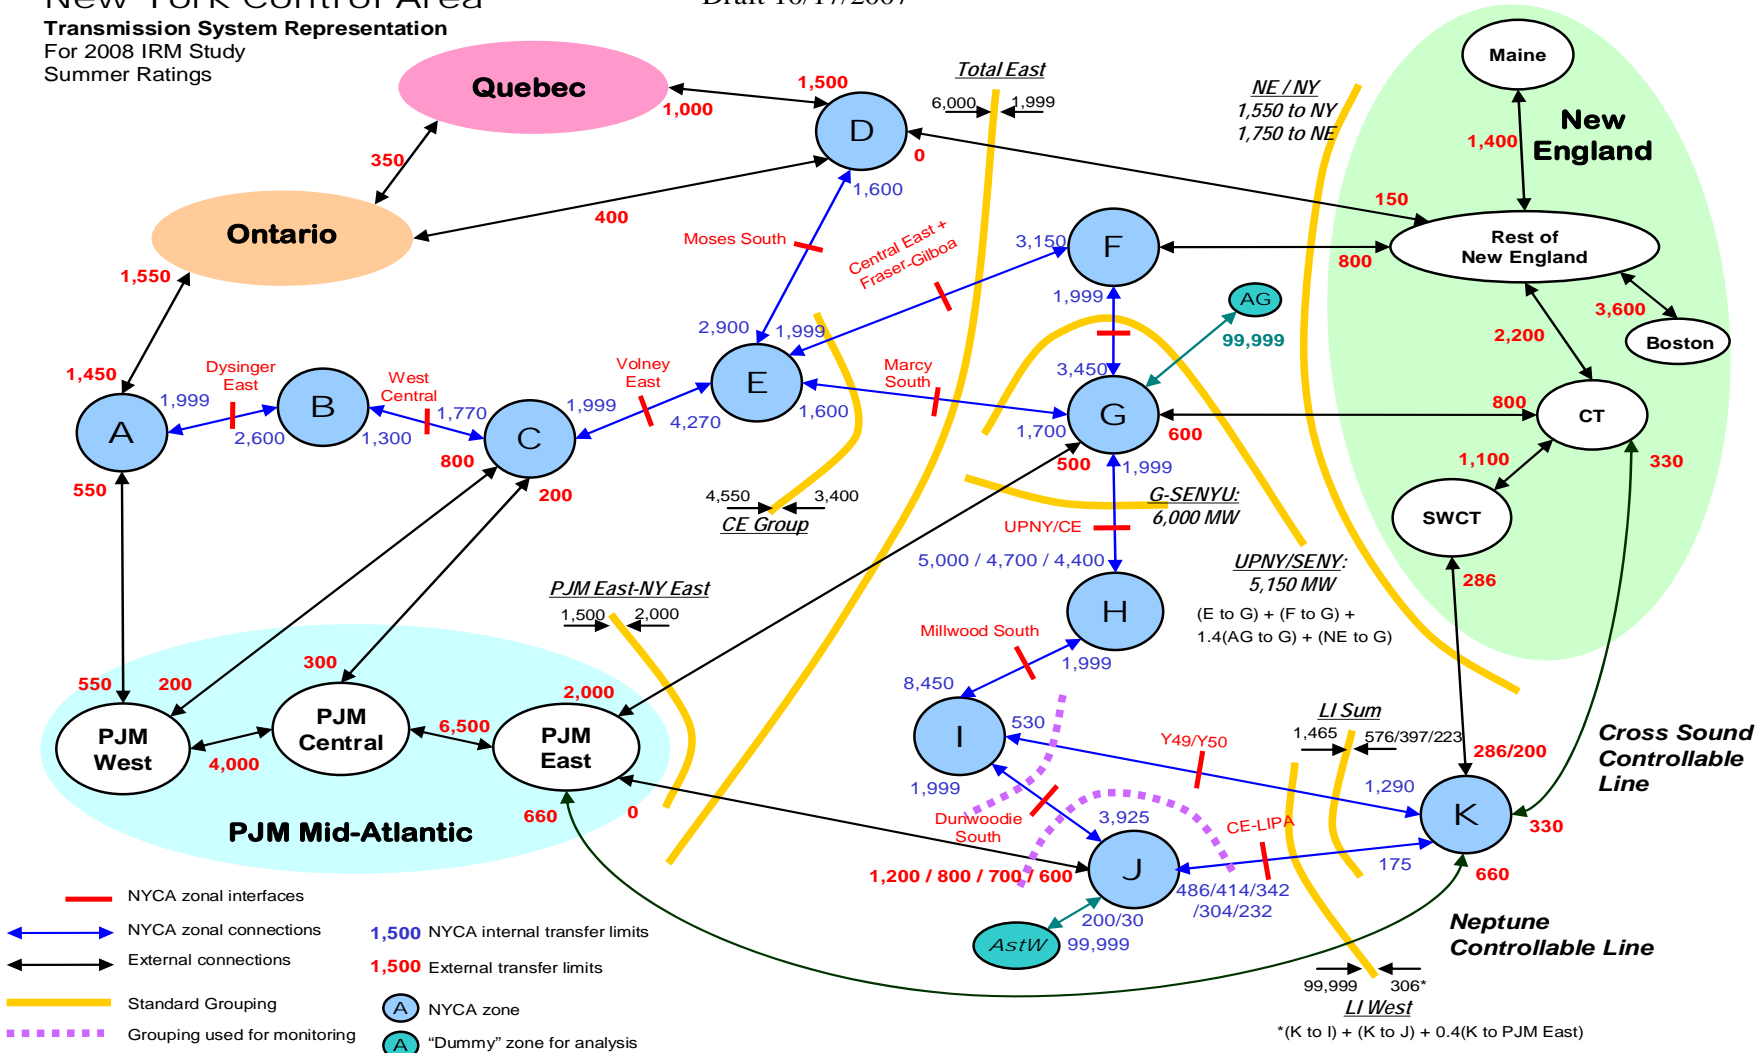 New York Control Area
Draft 10/17/2007
Transmission System Representation
For 2008 IRM Study
Summer Ratings
Quebec
1,000
1,500
D
0
350
Ontario
400
1,550
1,450
1,600
Moses South
Total East
6,000
1,999
NE / NY
1,550 to NY
1,750 to NE
Maine
New
England
1,400
150
Rest of
New England
800
3,600
Boston
2,200
Central East +
Fraser-Gilboa
3,150
F
1,999
AG
99,999
2,900
1,999
E
Volney
East
1,999
4,270
Marcy
South
1,600
3,450
G
1,700
500
1,999
600
800
CT
330
1,100
SWCT
286
Dysinger
East
A
1,999
2,600
B
West
Central
1,770
1,300
C
800
200
550
4,550
3,400
CE Group
G-SENYU:
6,000 MW
UPNY/CE
5,000 / 4,700 / 4,400
UPNY/SENY:
5,150 MW
(E to G) + (F to G) +
1.4(AG to G) + (NE to G)
H
Millwood South
1,999
PJM East-NY East
1,500
2,000
550
200
300
2,000
PJM
West
4,000
PJM
Central
6,500
PJM
East
660
0
PJM Mid-Atlantic
8,450
I
530
1,999
Y49/Y50
LI Sum
1,465
576/397/223
286/200
Cross Sound
Controllable
Line
1,290
K
330
Dunwoodie
South
3,925
CE-LIPA
175
660
1,200 / 800 / 700 / 600
J
486/414/342
/304/232
200/30
AstW
99,999
Neptune
Controllable Line
99,999
306*
LI West
*(K to I) + (K to J) + 0.4(K to PJM East)
NYCA zonal interfaces
NYCA zonal connections
External connections
Standard Grouping
Grouping used for monitoring
1,500 NYCA internal transfer limits
1,500 External transfer limits
A NYCA zone
A “Dummy” zone for analysis